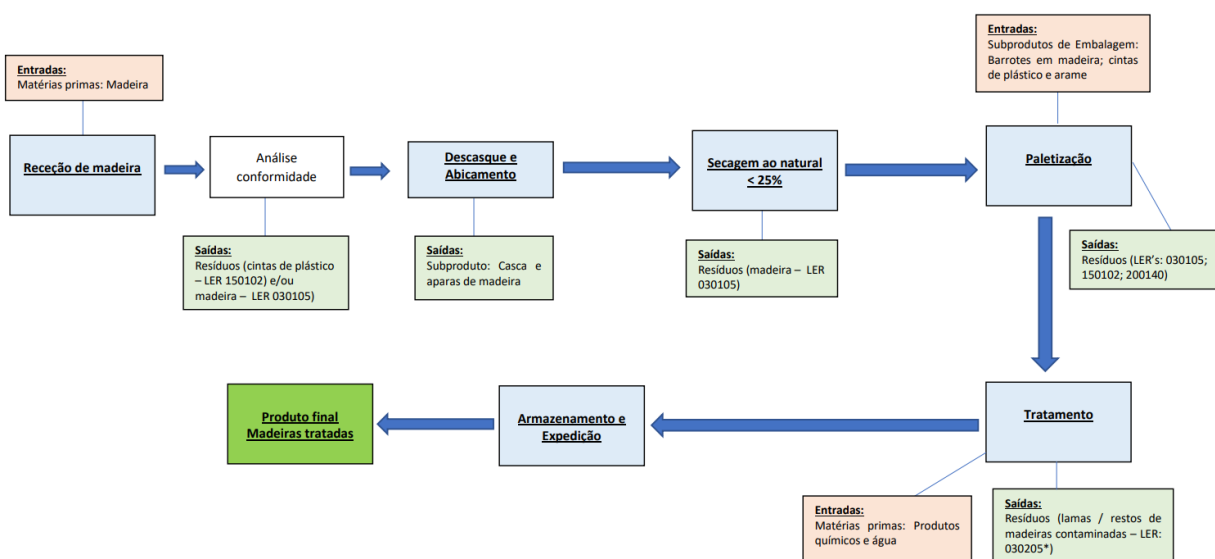 Entradas:
Matérias primas: Madeira
Receção de madeira
Análise
conformidade
Saídas:
Resíduos (cintas de plástico
– LER 150102) e/ou
madeira – LER 030105)
Descasque e
Abicamento
Saídas:
Subproduto: Casca e
aparas de madeira
Secagem ao natural
< 25%
Saídas:
Resíduos (madeira – LER
030105)
Entradas:
Subprodutos de Embalagem:
Barrotes em madeira; cintas
de plástico e arame
Paletização
Saídas:
Resíduos (LER's: 030105;
150102; 200140)
Tratamento
Entradas:
Matérias primas: Produtos
químicos e água
Saídas:
Resíduos (lamas / restos de
madeiras contaminadas – LER:
030205*)
Armazenamento e
Expedição
Produto final
Madeiras tratadas